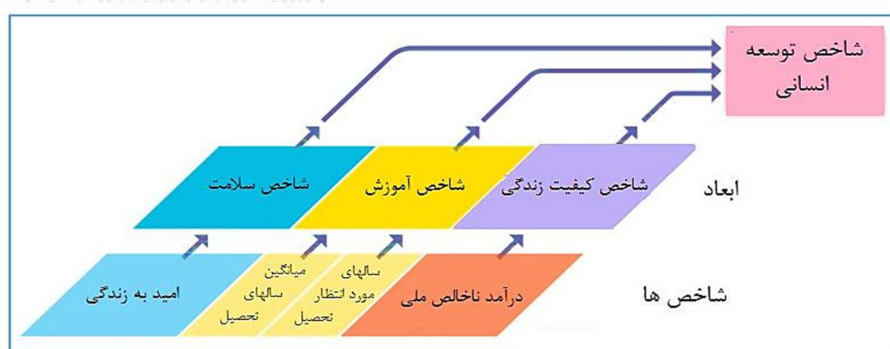 شاخص توسعه
انسانی
شاخص کیفیت زندگی
شاخص آموزش
شاخص سلامت
ابعاد
درآمد ناخالص ملی
سالهای
مورد انتظار
تحصیل
میانگین
سالهای
تحصیل
امید به زندگی
شاخص ها